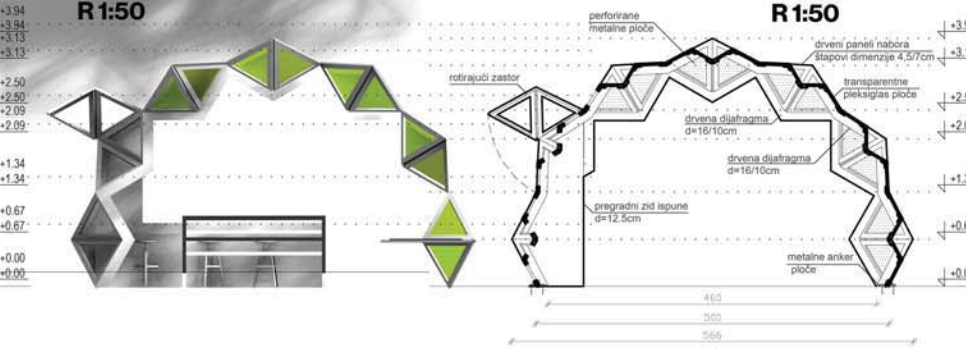 R 1:50
+3.94
+3.94
+3.13
+3.13
+2.50
+2.50
+2.09
+2.09
+1.34
+1.34
+0.67
+0.67
+0.00
+0.00
R 1:50
perforirane
metalne ploče
drveni paneli nabora
štapovi dimenzije 4,5/7cm
rotirajući zastor
transparentne
pleksiglas ploče
drvena dijafragma
d=16/10cm
drvena dijafragma
d=16/10cm
pregradni zid ispune
d=12.5cm
metalne anker
ploče
460
500
566